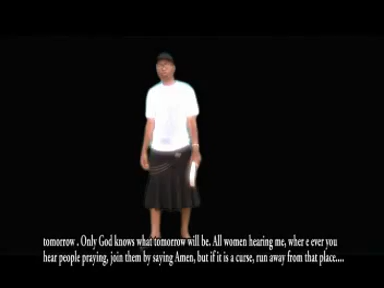 tomorrow . Only God knows what tomorrow will be. All women hearing me, wher e ever you
hear people praying, join them by saying Amen, but if it is a curse, run away from that place....